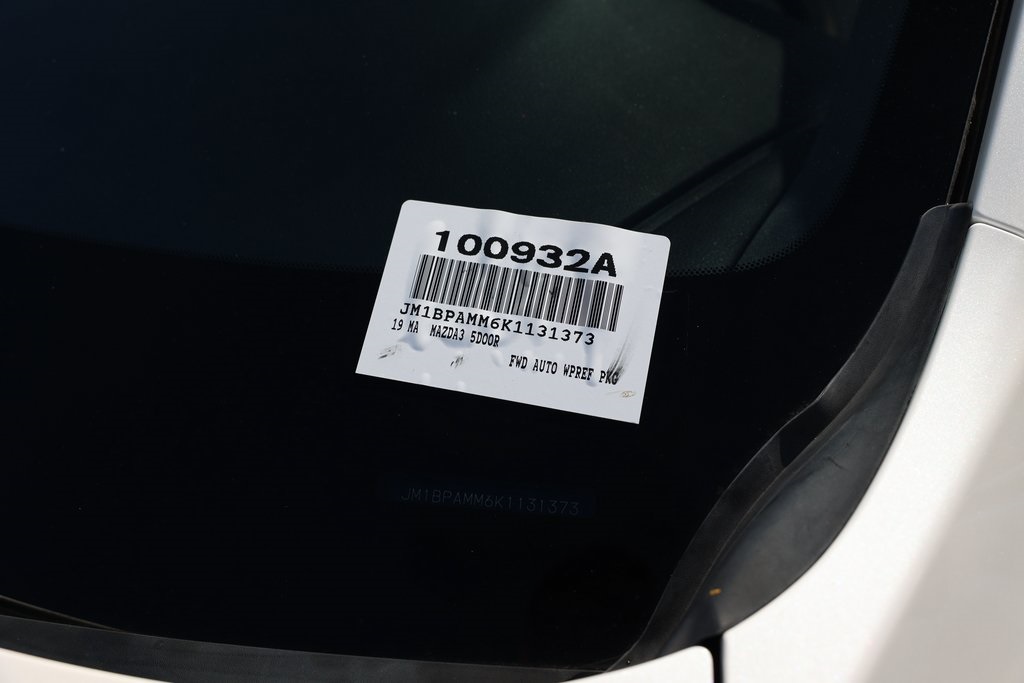 100932A
JM1BPAMM6K1131373
19 MA MAZDA3 5DOOR
FWD AUTO WPREF PKG
JM1BPAMM6K1131373